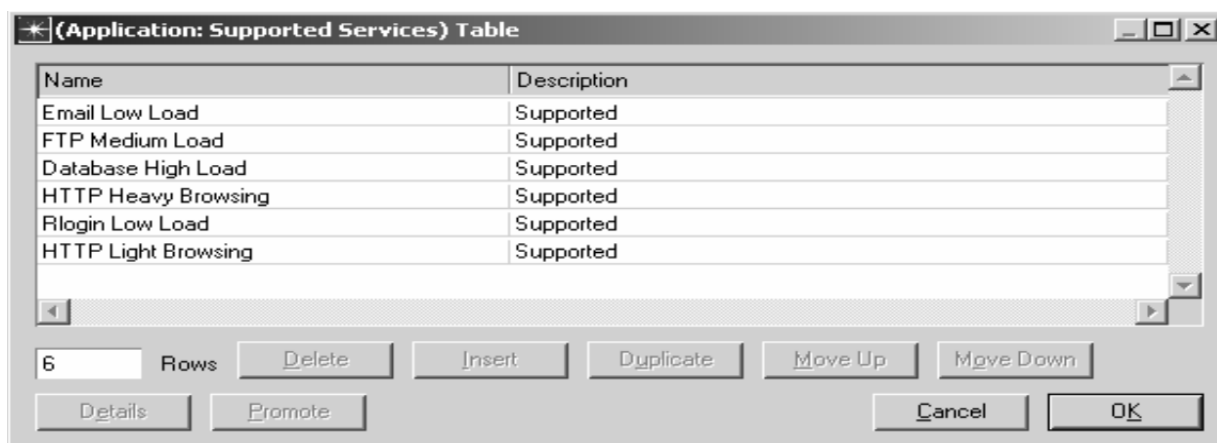 (Application: Supported Services) Table
Name Description
Email Low Load Supported
FTP Medium Load Supported
Database High Load Supported
HTTP Heavy Browsing Supported
Rlogin Low Load Supported
HTTP Light Browsing Supported
6 Rows Delete Insert Duplicate Move Up Move Down
Details Promote Cancel OK